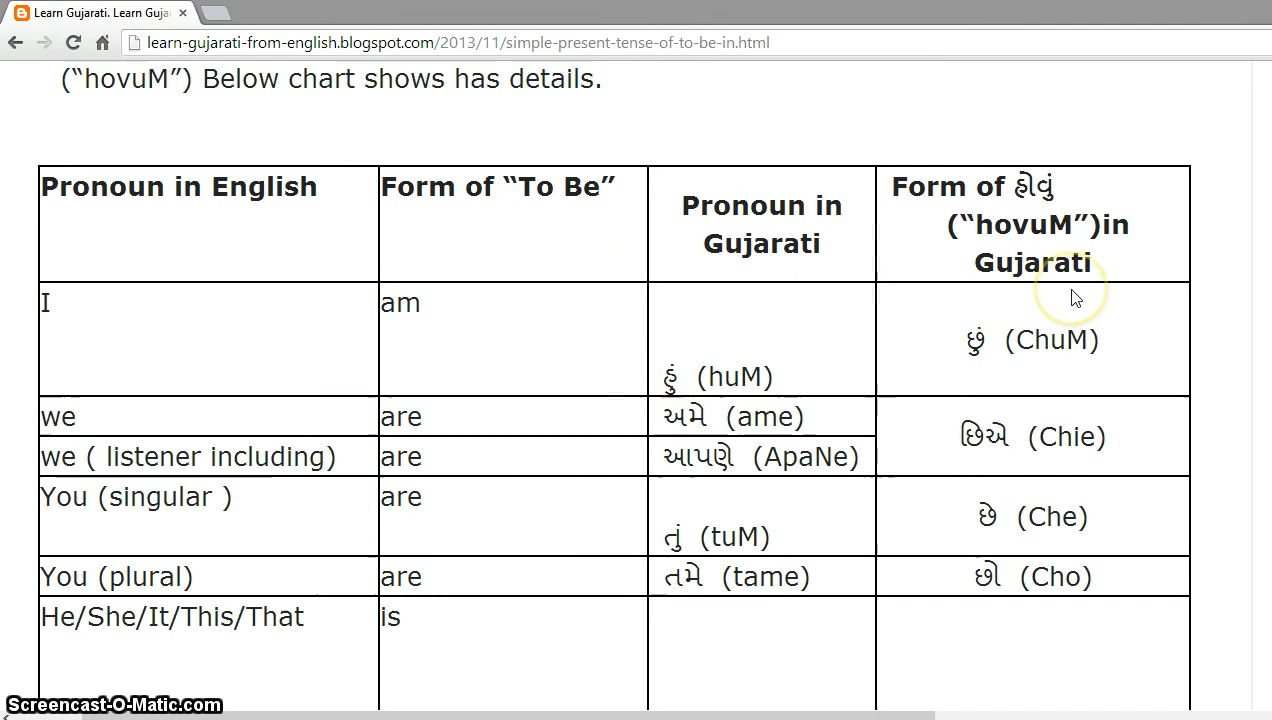 Learn Gujarati. Learn Guja
learn-gujarati-from-english.blogspot.com/2013/11/simple-present-tense-of-to-be-in.html
(“hovuM”) Below chart shows has details.
Pronoun in English Form of “To Be” Pronoun in Gujarati Form of હોવું (“hovuM”)in Gujarati
I am હું (huM) છું (ChuM)
we are અમે (ame) છિએ (Chie)
we ( listener including) are આપણે (ApaNe)
You (singular ) are તું (tuM) છે (Che)
You (plural) are તમે (tame) છો (Cho)
He/She/It/This/That is
Screencast-O-Matic.com